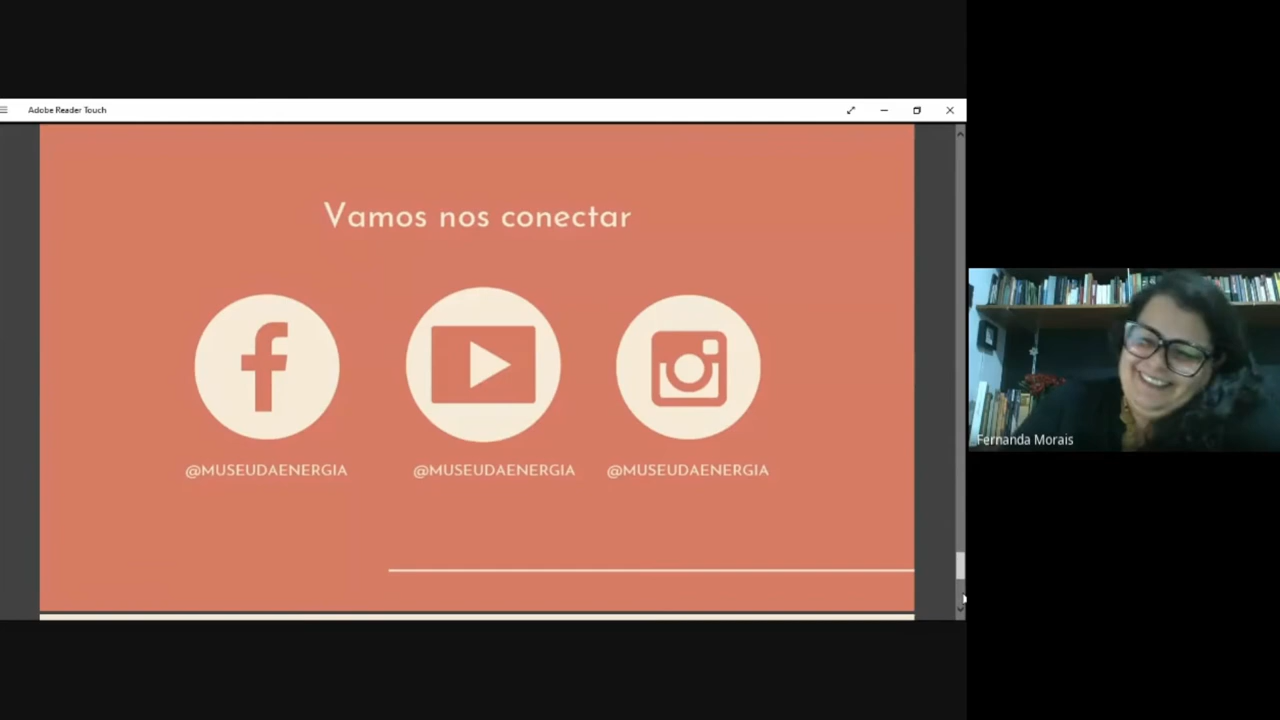 Adobe Reader Touch
Vamos nos conectar
@MUSEUDAENERGIA @MUSEUDAENERGIA @MUSEUDAENERGIA
Fernanda Morais